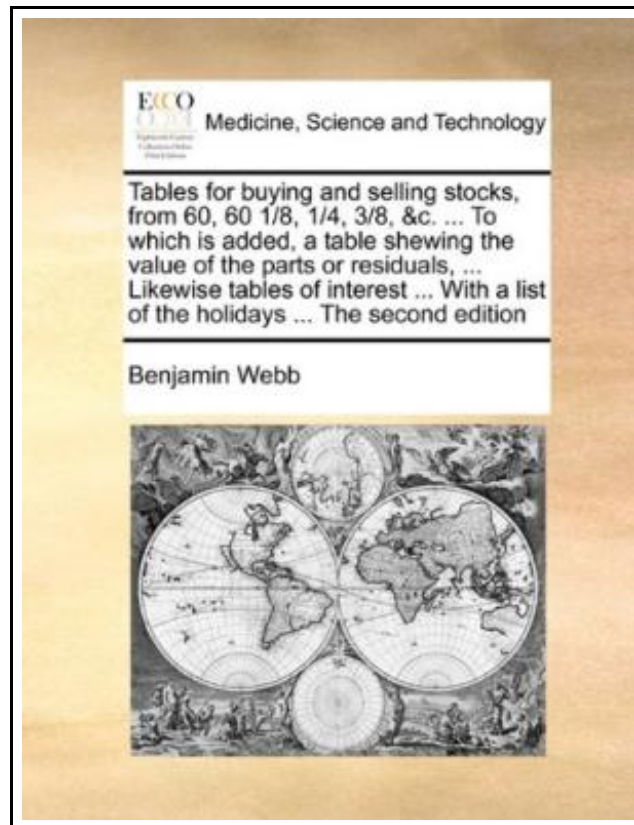 ECCO
Medicine, Science and Technology
Tables for buying and selling stocks,
from 60, 60 1/8, 1/4, 3/8, &c. ... To
which is added, a table shewing the
value of the parts or residuals, ...
Likewise tables of interest ... With a list
of the holidays ... The second edition
Benjamin Webb